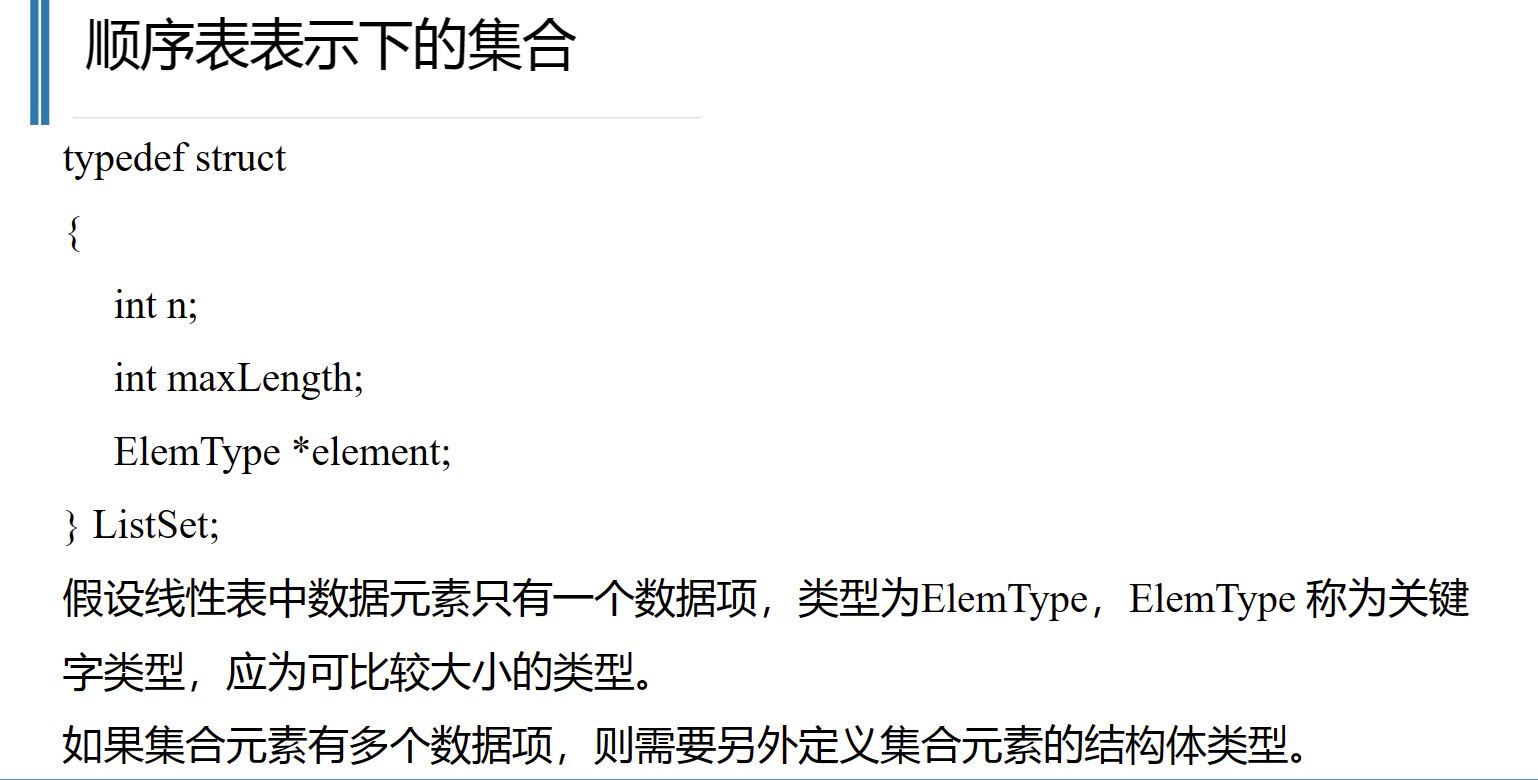 顺序表表示下的集合
typedef struct
{
int n;
int maxLength;
ElemType *element;
} ListSet;
假设线性表中数据元素只有一个数据项，类型为ElemType，ElemType 称为关键
字类型，应为可比较大小的类型。
如果集合元素有多个数据项，则需要另外定义集合元素的结构体类型。